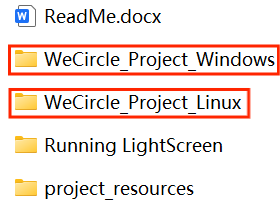 ReadMe.docx
WeCircle_Project_Windows
WeCircle_Project_Linux
Running LightScreen
project_resources